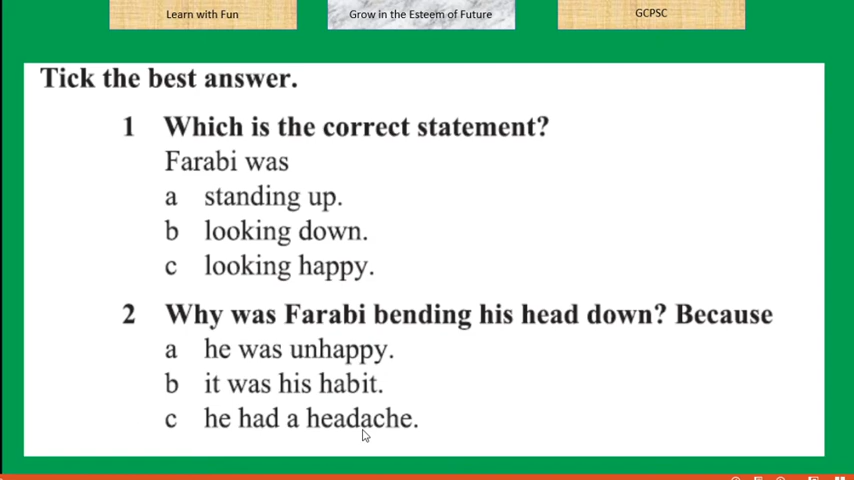 Learn with Fun
Grow in the Esteem of Future
GCPSC
Tick the best answer.
1 Which is the correct statement?
Farabi was
a standing up.
b looking down.
c looking happy.
2 Why was Farabi bending his head down? Because
a he was unhappy.
b it was his habit.
c he had a headache.